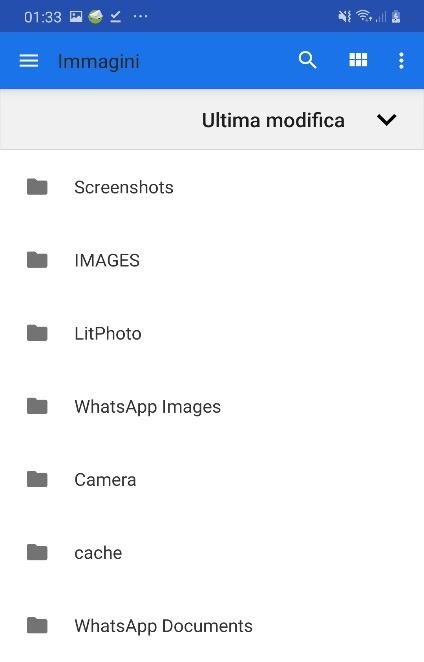 01:33
Immagini
Ultima modifica
Screenshots
IMAGES
LitPhoto
WhatsApp Images
Camera
cache
WhatsApp Documents